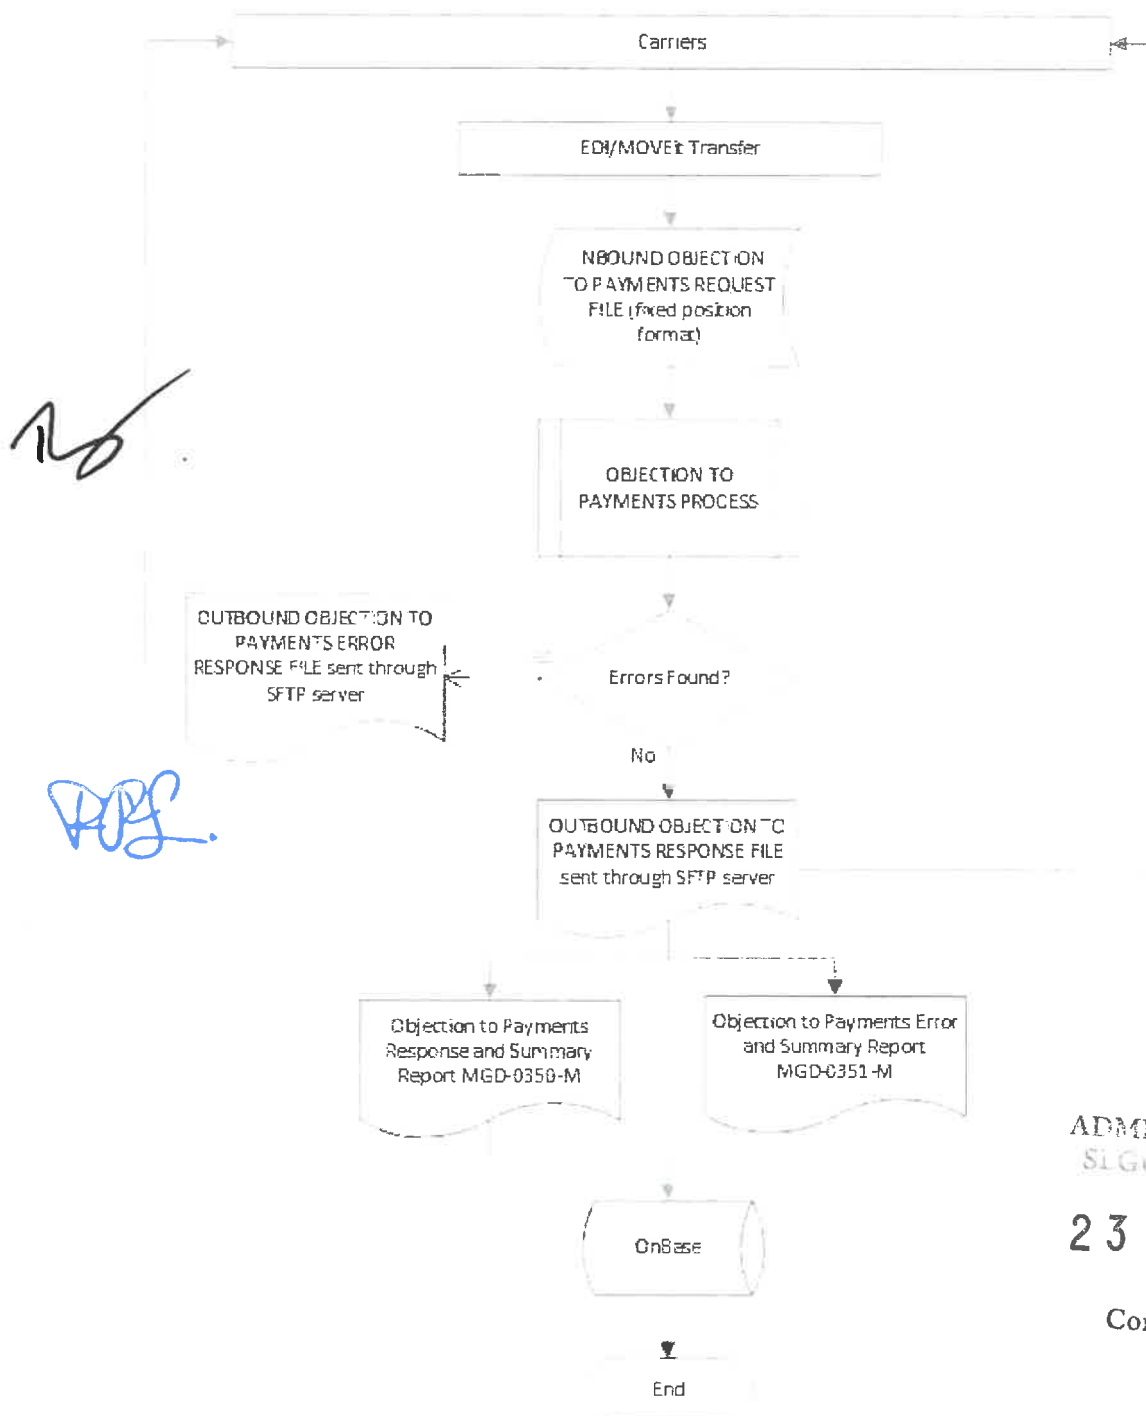 Carriers
EDI/MOVEit Transfer
NBOUND OBJECTION
TO PAYMENTS REQUEST
FILE (fixed position
format)
OBJECTION TO
PAYMENTS PROCESS
OUTBOUND OBJECTION TO
PAYMENTS ERROR
RESPONSE FILE sent through
SFTP server
Errors Found?
No
OUTBOUND OBJECTION TO
PAYMENTS RESPONSE FILE
sent through SFTP server
Objection to Payments
Response and Summary
Report MGD-0350-M
Objection to Payments Error
and Summary Report
MGD-0351-M
ADM
23
OnBase
Con
End